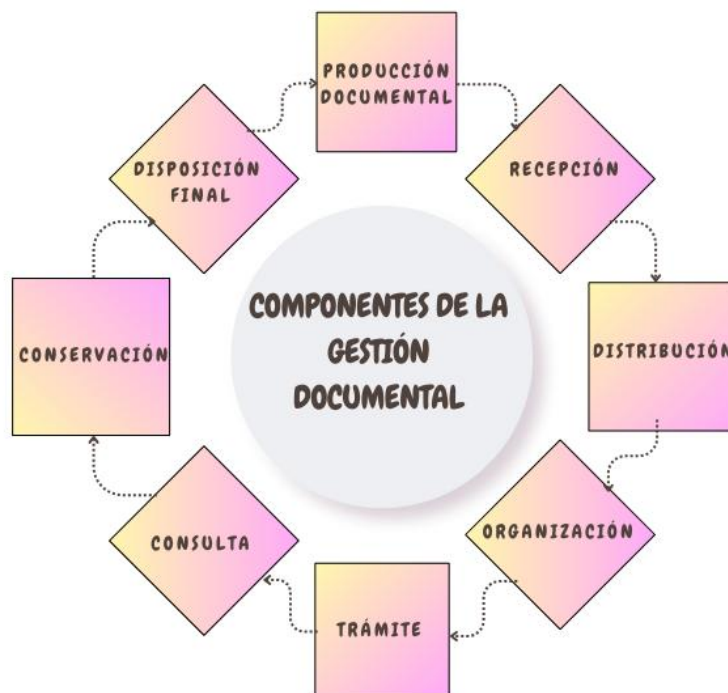 PRODUCCIÓN
DOCUMENTAL
RECEPCIÓN
DISTRIBUCIÓN
ORGANIZACIÓN
TRÁMITE
CONSULTA
CONSERVACIÓN
DISPOSICIÓN
FINAL
COMPONENTES DE LA
GESTIÓN
DOCUMENTAL